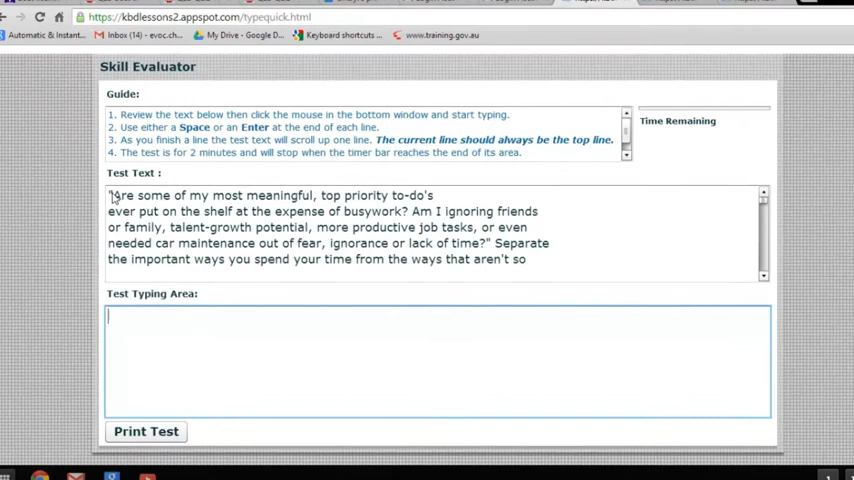 https://kbdlessons2.appspot.com/typequick.html
Automatic & Instant...
Inbox (14) - evoc.ch...
My Drive - Google D...
Keyboard shortcuts ...
www.training.gov.au
Skill Evaluator
Guide:
1. Review the text below then click the mouse in the bottom window and start typing.
2. Use either a Space or an Enter at the end of each line.
3. As you finish a line the test text will scroll up one line. The current line should always be the top line.
4. The test is for 2 minutes and will stop when the timer bar reaches the end of its area.
Time Remaining
Test Text :
"Are some of my most meaningful, top priority to-do's
ever put on the shelf at the expense of busywork? Am I ignoring friends
or family, talent-growth potential, more productive job tasks, or even
needed car maintenance out of fear, ignorance or lack of time?" Separate
the important ways you spend your time from the ways that aren't so
Test Typing Area:
Print Test